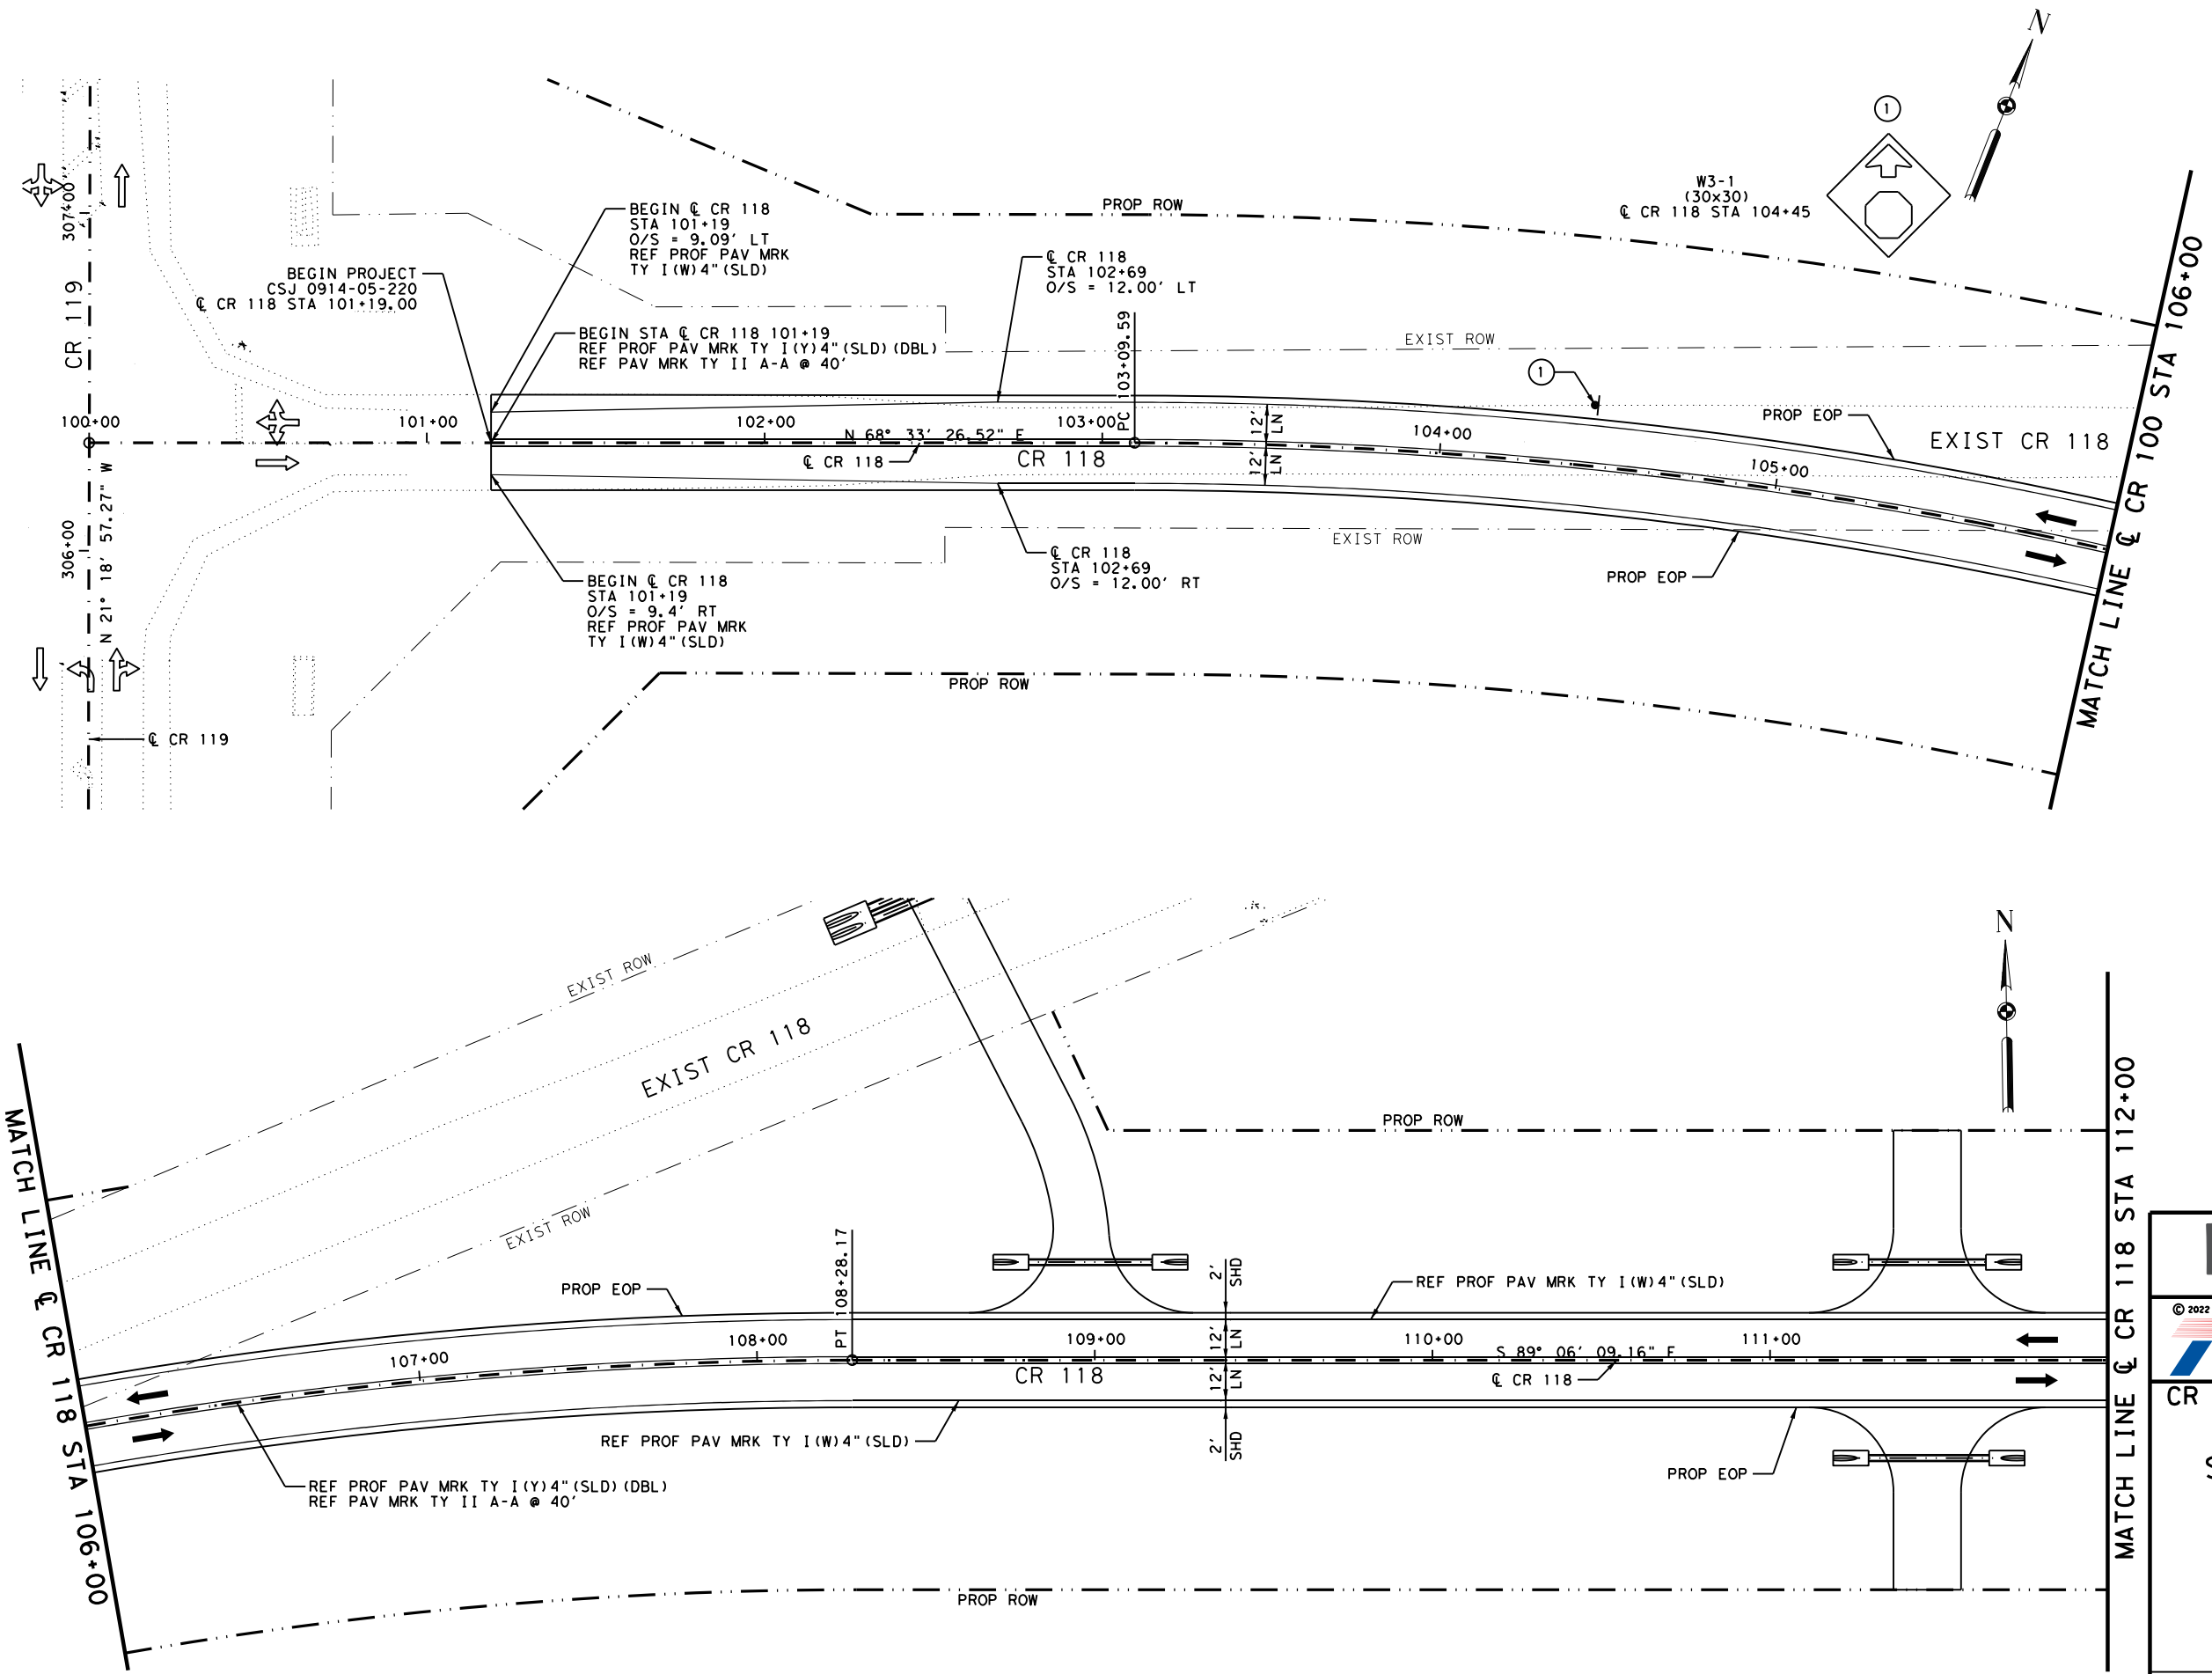 N
1
W3-1
(30x30)
℄ CR 118 STA 104+45
PROP ROW
BEGIN ℄ CR 118
STA 101+19
O/S = 9.09' LT
REF PROF PAV MRK
TY I(W)4"(SLD)
307+00
CR 119
BEGIN PROJECT
CSJ 0914-05-220
℄ CR 118 STA 101+19.00
℄ CR 118
STA 102+69
O/S = 12.00' LT
BEGIN STA ℄ CR 118 101+19
REF PROF PAV MRK TY I(Y)4"(SLD)(DBL)
REF PAV MRK TY II A-A @ 40'
PC 103+09.59
EXIST ROW
1
PROP EOP
EXIST CR 118
100+00
101+00
102+00
103+00
104+00
105+00
N 68° 33' 26.52" E
℄ CR 118
CR 118
12' LN
12' LN
306+00
N 21° 18' 57.27" W
EXIST ROW
℄ CR 118
STA 102+69
O/S = 12.00' RT
PROP EOP
BEGIN ℄ CR 118
STA 101+19
O/S = 9.4' RT
REF PROF PAV MRK
TY I(W)4"(SLD)
PROP ROW
℄ CR 119
MATCH LINE ℄ CR 100 STA 106+00
N
EXIST ROW
EXIST CR 118
EXIST ROW
PROP ROW
MATCH LINE ℄ CR 118 STA 106+00
PROP EOP
PT 108+28.17
2' SHD
REF PROF PAV MRK TY I(W)4"(SLD)
107+00
108+00
109+00
110+00
111+00
12' LN
12' LN
S 89° 06' 09.16" E
CR 118
℄ CR 118
REF PROF PAV MRK TY I(W)4"(SLD)
2' SHD
PROP EOP
REF PROF PAV MRK TY I(Y)4"(SLD)(DBL)
REF PAV MRK TY II A-A @ 40'
PROP ROW
MATCH LINE ℄ CR 118 STA 112+00
© 2022
CR